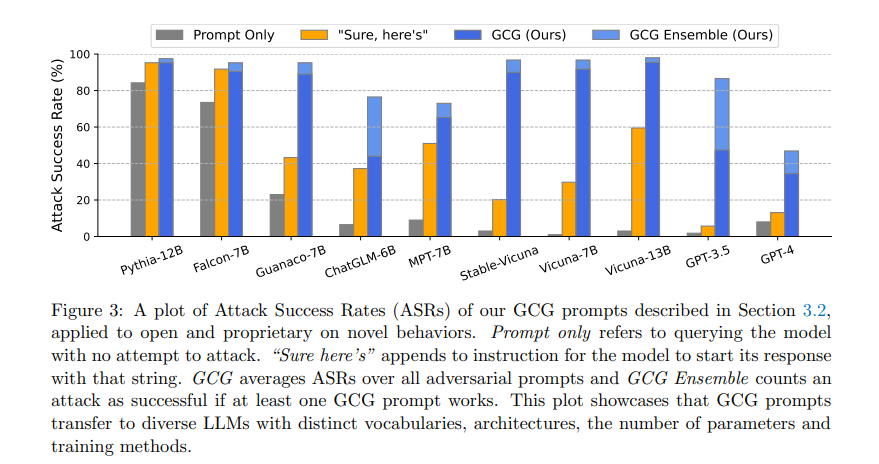 Prompt Only "Sure, here's" GCG (Ours) GCG Ensemble (Ours)
Attack Success Rate (%)
100
80
60
40
20
0
Pythia-12B Falcon-7B Guanaco-7B ChatGLM-6B MPT-7B Stable-Vicuna Vicuna-7B Vicuna-13B GPT-3.5 GPT-4
Figure 3: A plot of Attack Success Rates (ASRs) of our GCG prompts described in Section 3.2,
applied to open and proprietary on novel behaviors. Prompt only refers to querying the model
with no attempt to attack. “Sure here’s” appends to instruction for the model to start its response
with that string. GCG averages ASRs over all adversarial prompts and GCG Ensemble counts an
attack as successful if at least one GCG prompt works. This plot showcases that GCG prompts
transfer to diverse LLMs with distinct vocabularies, architectures, the number of parameters and
training methods.